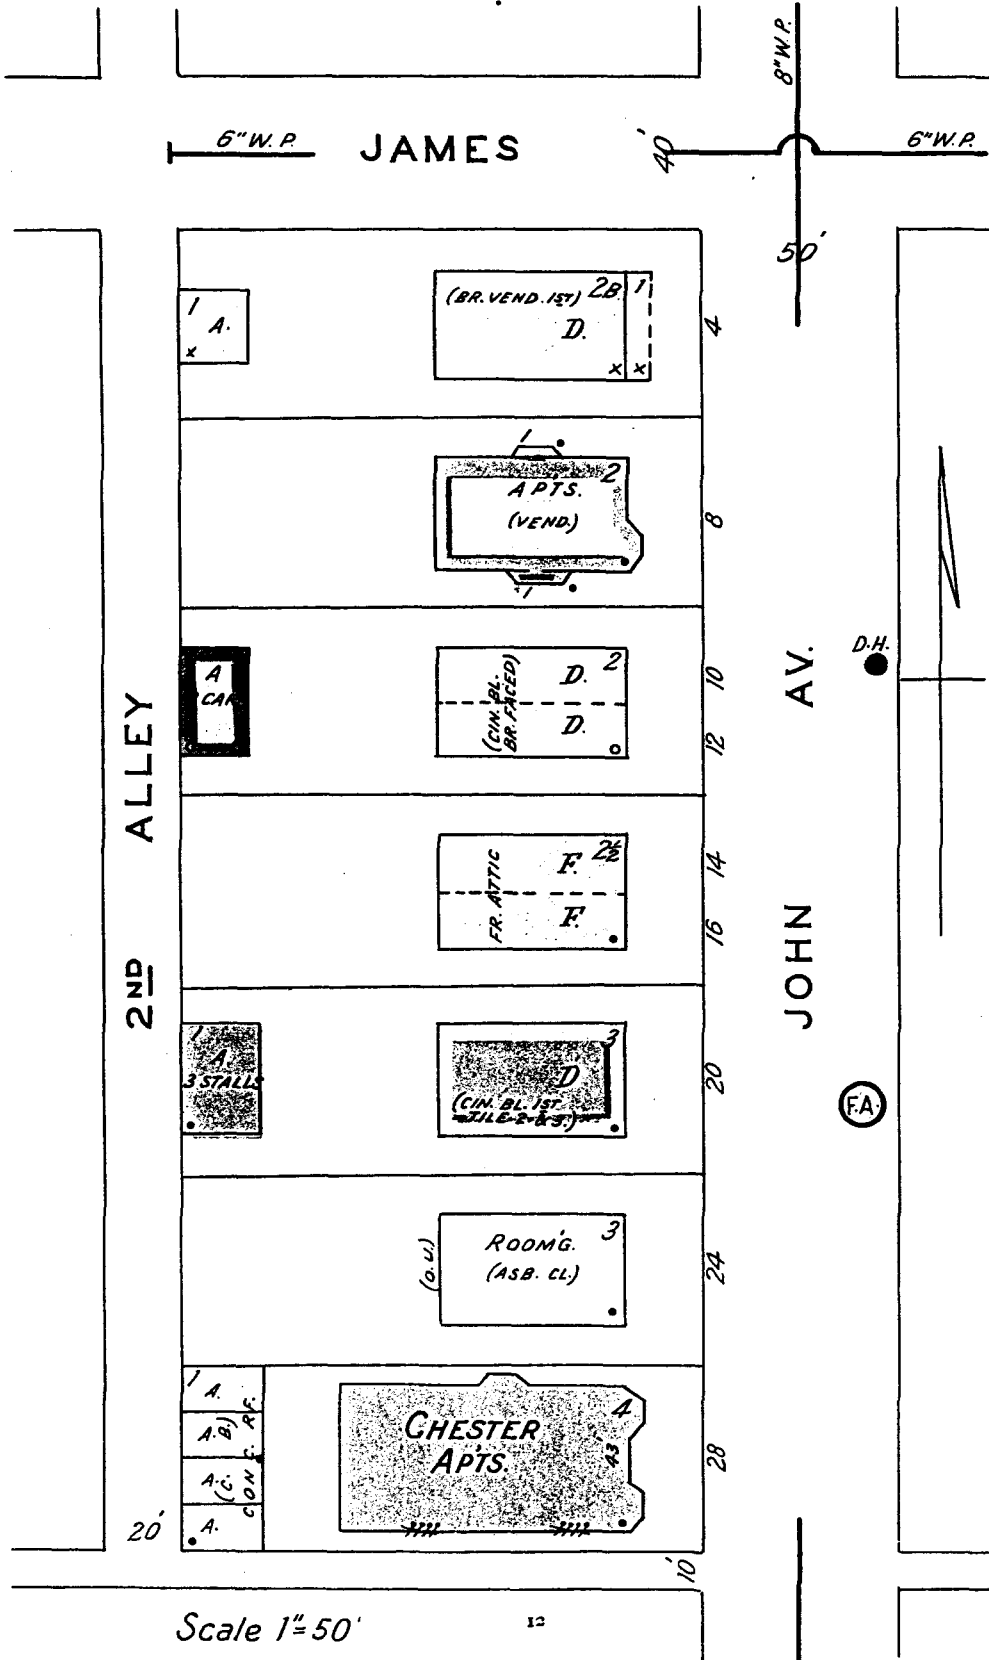 8" W.P.
6" W.P.
JAMES
40'
6" W.P.
50'
1
A.
x
(BR. VEND. 1ST) 2B 1
D.
x x
4
1
2
APTS.
(VEND.)
1
8
A
CAR
2
D.
D.
(CIN. BL.
BR. FACED)
10
12
D.H.
JOHN AV.
2ND ALLEY
2½
F.
F.
FR. ATTIC
14
16
1
A.
3 STALLS
3
D
(CIN. BL. 1ST
TILE-2-&3.)
20
F.A.
3
ROOM'G.
(ASB. CL.)
(O.U.)
24
1
A.
A.
A.
A.
(C.B.)
CONC. RF.
4
CHESTER
APTS.
43'
28
20'
10'
Scale 1"=50'
12